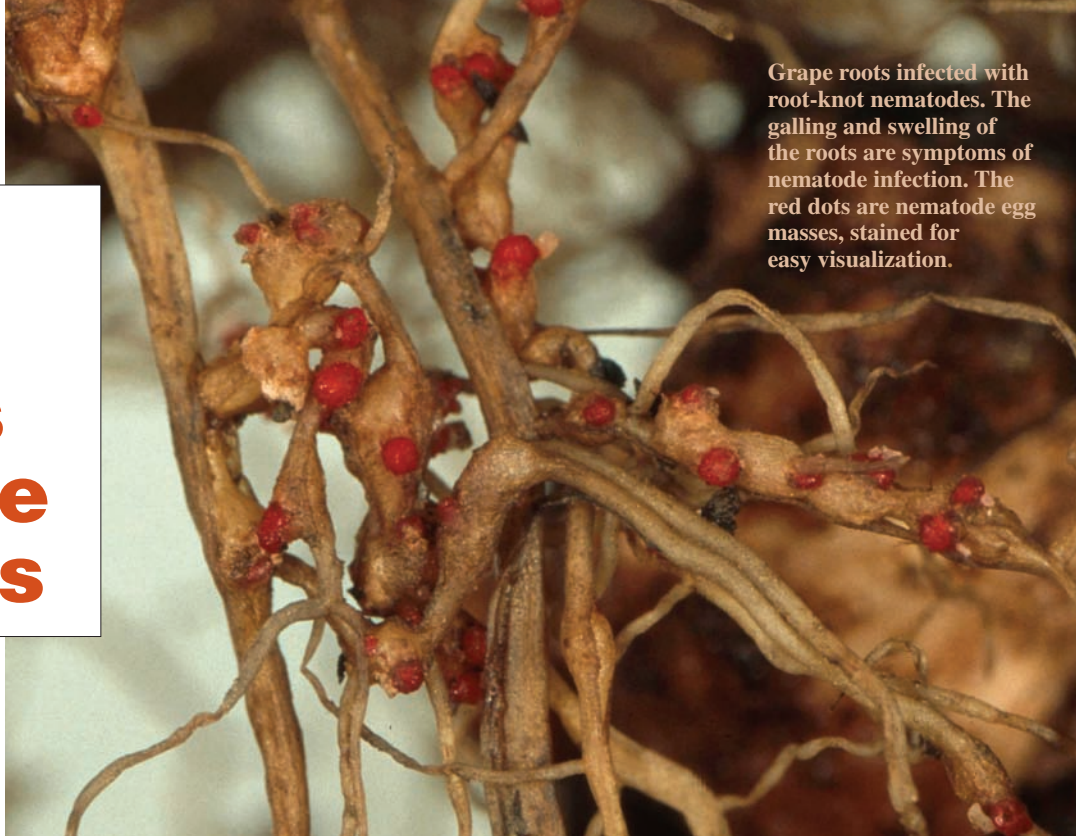 Grape roots infected with
root-knot nematodes. The
galling and swelling of
the roots are symptoms of
nematode infection. The
red dots are nematode egg
masses, stained for
easy visualization.
s
e
s